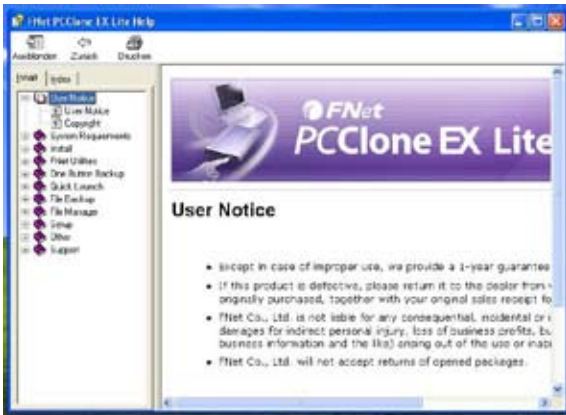 FNet PCClone EX Lite Help
Ausblenden Zurück Drucken
Inhalt Index
User Notice
User Notice
Copyright
System Requirements
Install
FNet Utilities
One Button Backup
Quick Launch
File Backup
File Manager
Setup
Other
Support
FNet
PCClone EX Lite
User Notice
Except in case of improper use, we provide a 1-year guarantee
If this product is defective, please return it to the dealer from
originally purchased, together with your original sales receipt fo
FNet Co., Ltd. is not liable for any consequential, incidental or
damages for indirect personal injury, loss of business profits, bu
business information and the like) arising out of the use or inab
FNet Co., Ltd. will not accept returns of opened packages.